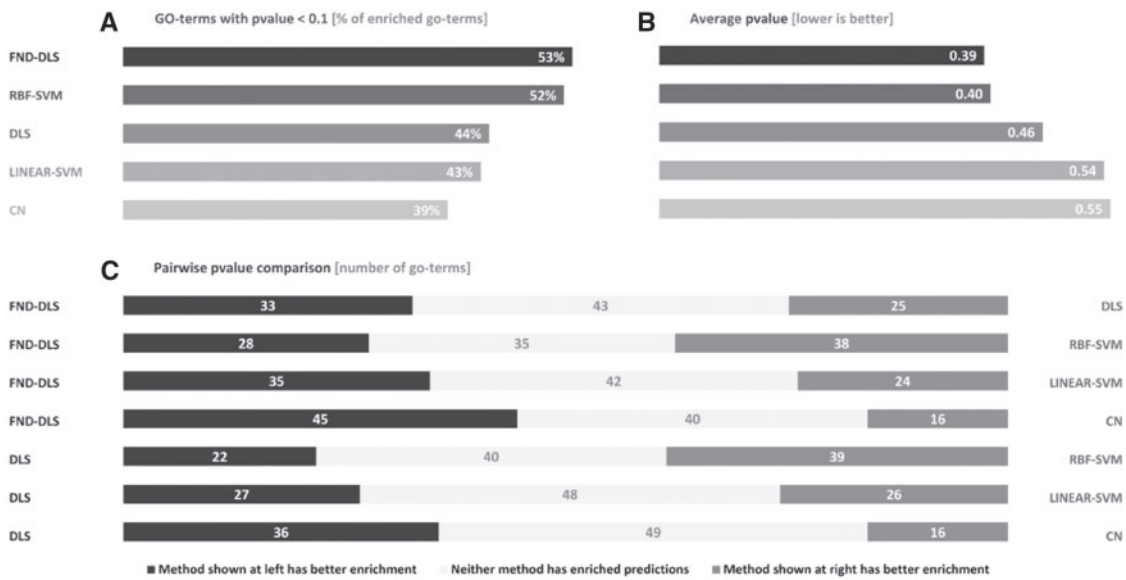 A GO-terms with pvalue < 0.1 [% of enriched go-terms]
FND-DLS 53%
RBF-SVM 52%
DLS 44%
LINEAR-SVM 43%
CN 39%
B Average pvalue [lower is better]
0.39
0.40
0.46
0.54
0.55
C Pairwise pvalue comparison [number of go-terms]
FND-DLS 33 43 25 DLS
FND-DLS 28 35 38 RBF-SVM
FND-DLS 35 42 24 LINEAR-SVM
FND-DLS 45 40 16 CN
DLS 22 40 39 RBF-SVM
DLS 27 48 26 LINEAR-SVM
DLS 36 49 16 CN
Method shown at left has better enrichment Neither method has enriched predictions Method shown at right has better enrichment